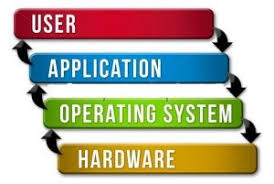 USER
APPLICATION
OPERATING SYSTEM
HARDWARE